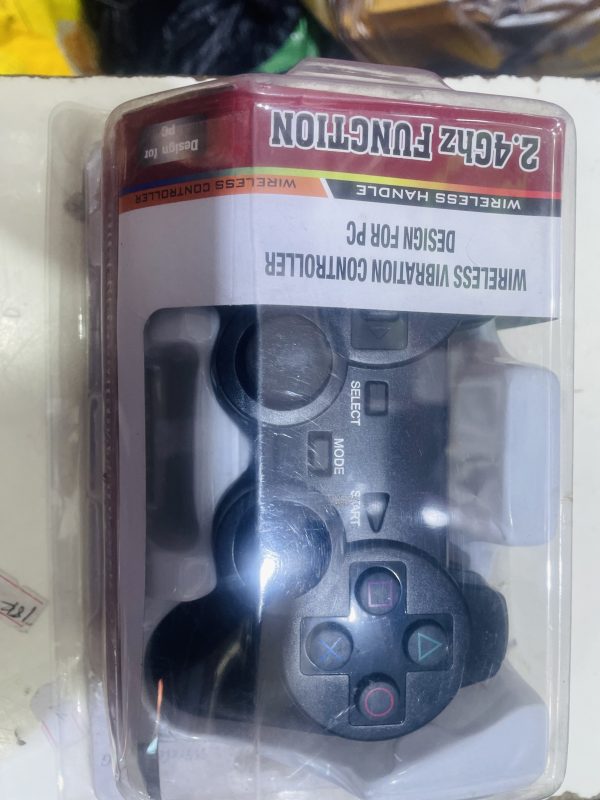 2.4Ghz FUNCTION
Design for
PC
WIRELESS HANDLE
WIRELESS CONTROLLER
WIRELESS VIBRATION CONTROLLER
DESIGN FOR PC
SELECT
MODE
START